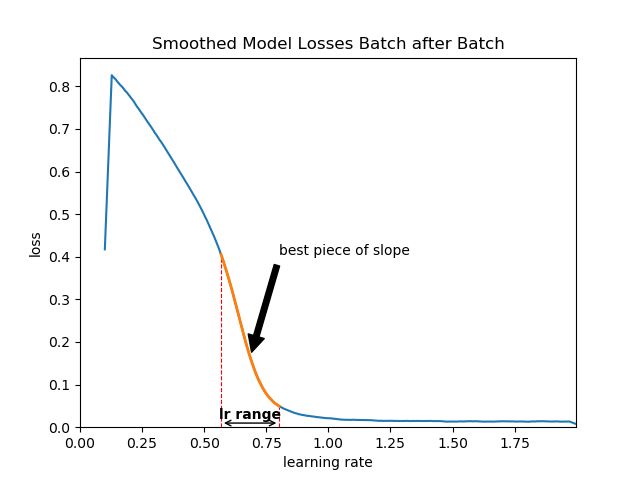 Smoothed Model Losses Batch after Batch
0.8
0.7
0.6
0.5
0.4
0.3
0.2
0.1
0.0
loss
best piece of slope
lr range
0.00 0.25 0.50 0.75 1.00 1.25 1.50 1.75
learning rate